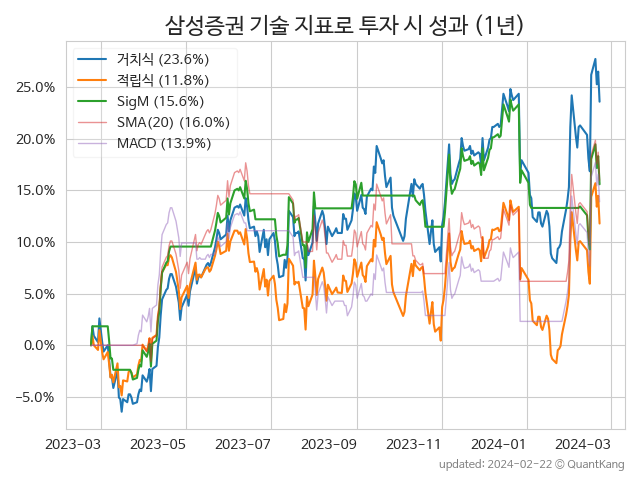 삼성증권 기술 지표로 투자 시 성과 (1년)
거치식 (23.6%)
적립식 (11.8%)
SigM (15.6%)
SMA(20) (16.0%)
MACD (13.9%)
25.0%
20.0%
15.0%
10.0%
5.0%
0.0%
−5.0%
2023-03 2023-05 2023-07 2023-09 2023-11 2024-01 2024-03
updated: 2024-02-22 © QuantKang